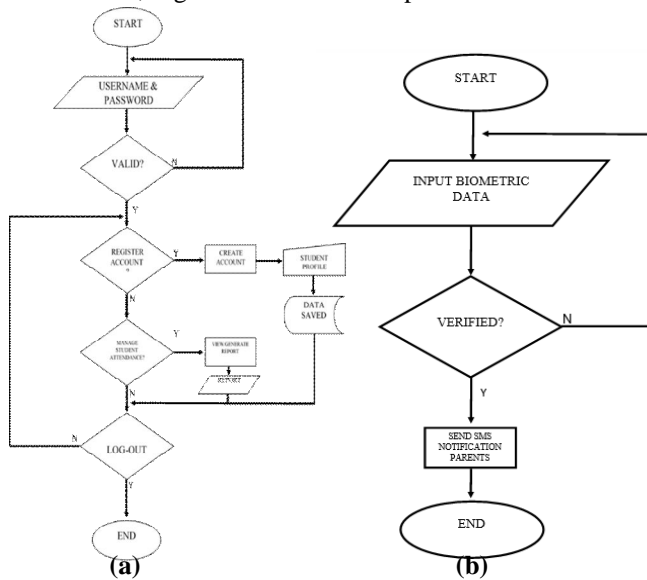 START
USERNAME &
PASSWORD
VALID?
N
Y
REGISTER
ACCOUNT
Y
CREATE
ACCOUNT
STUDENT
PROFILE
DATA
SAVED
N
MANAGE
STUDENT
ATTENDANCE?
Y
VIEW/GENERATE
REPORT
REPORT
N
LOG-OUT
N
Y
END
(a)
START
INPUT BIOMETRIC
DATA
VERIFIED?
N
Y
SEND SMS
NOTIFICATION
PARENTS
END
(b)